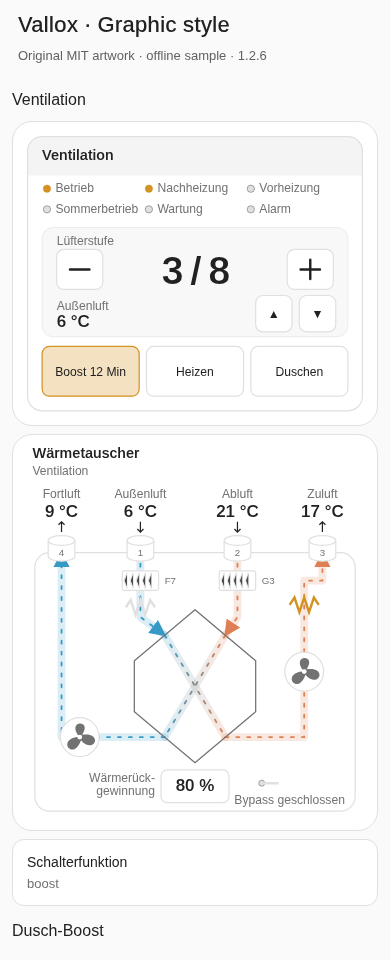 Vallox · Graphic style
Original MIT artwork · offline sample · 1.2.6
Ventilation
Ventilation
Betrieb Nachheizung Vorheizung
Sommerbetrieb Wartung Alarm
Lüfterstufe
3 / 8
Außenluft
6 °C
▲ ▼
Boost 12 Min Heizen Duschen
Wärmetauscher
Ventilation
Fortluft Außenluft Abluft Zuluft
9 °C 6 °C 21 °C 17 °C
↑ ↓ ↓ ↑
4 1 2 3
F7 G3
Wärmerück-
gewinnung
80 %
Bypass geschlossen
Schalterfunktion
boost
Dusch-Boost